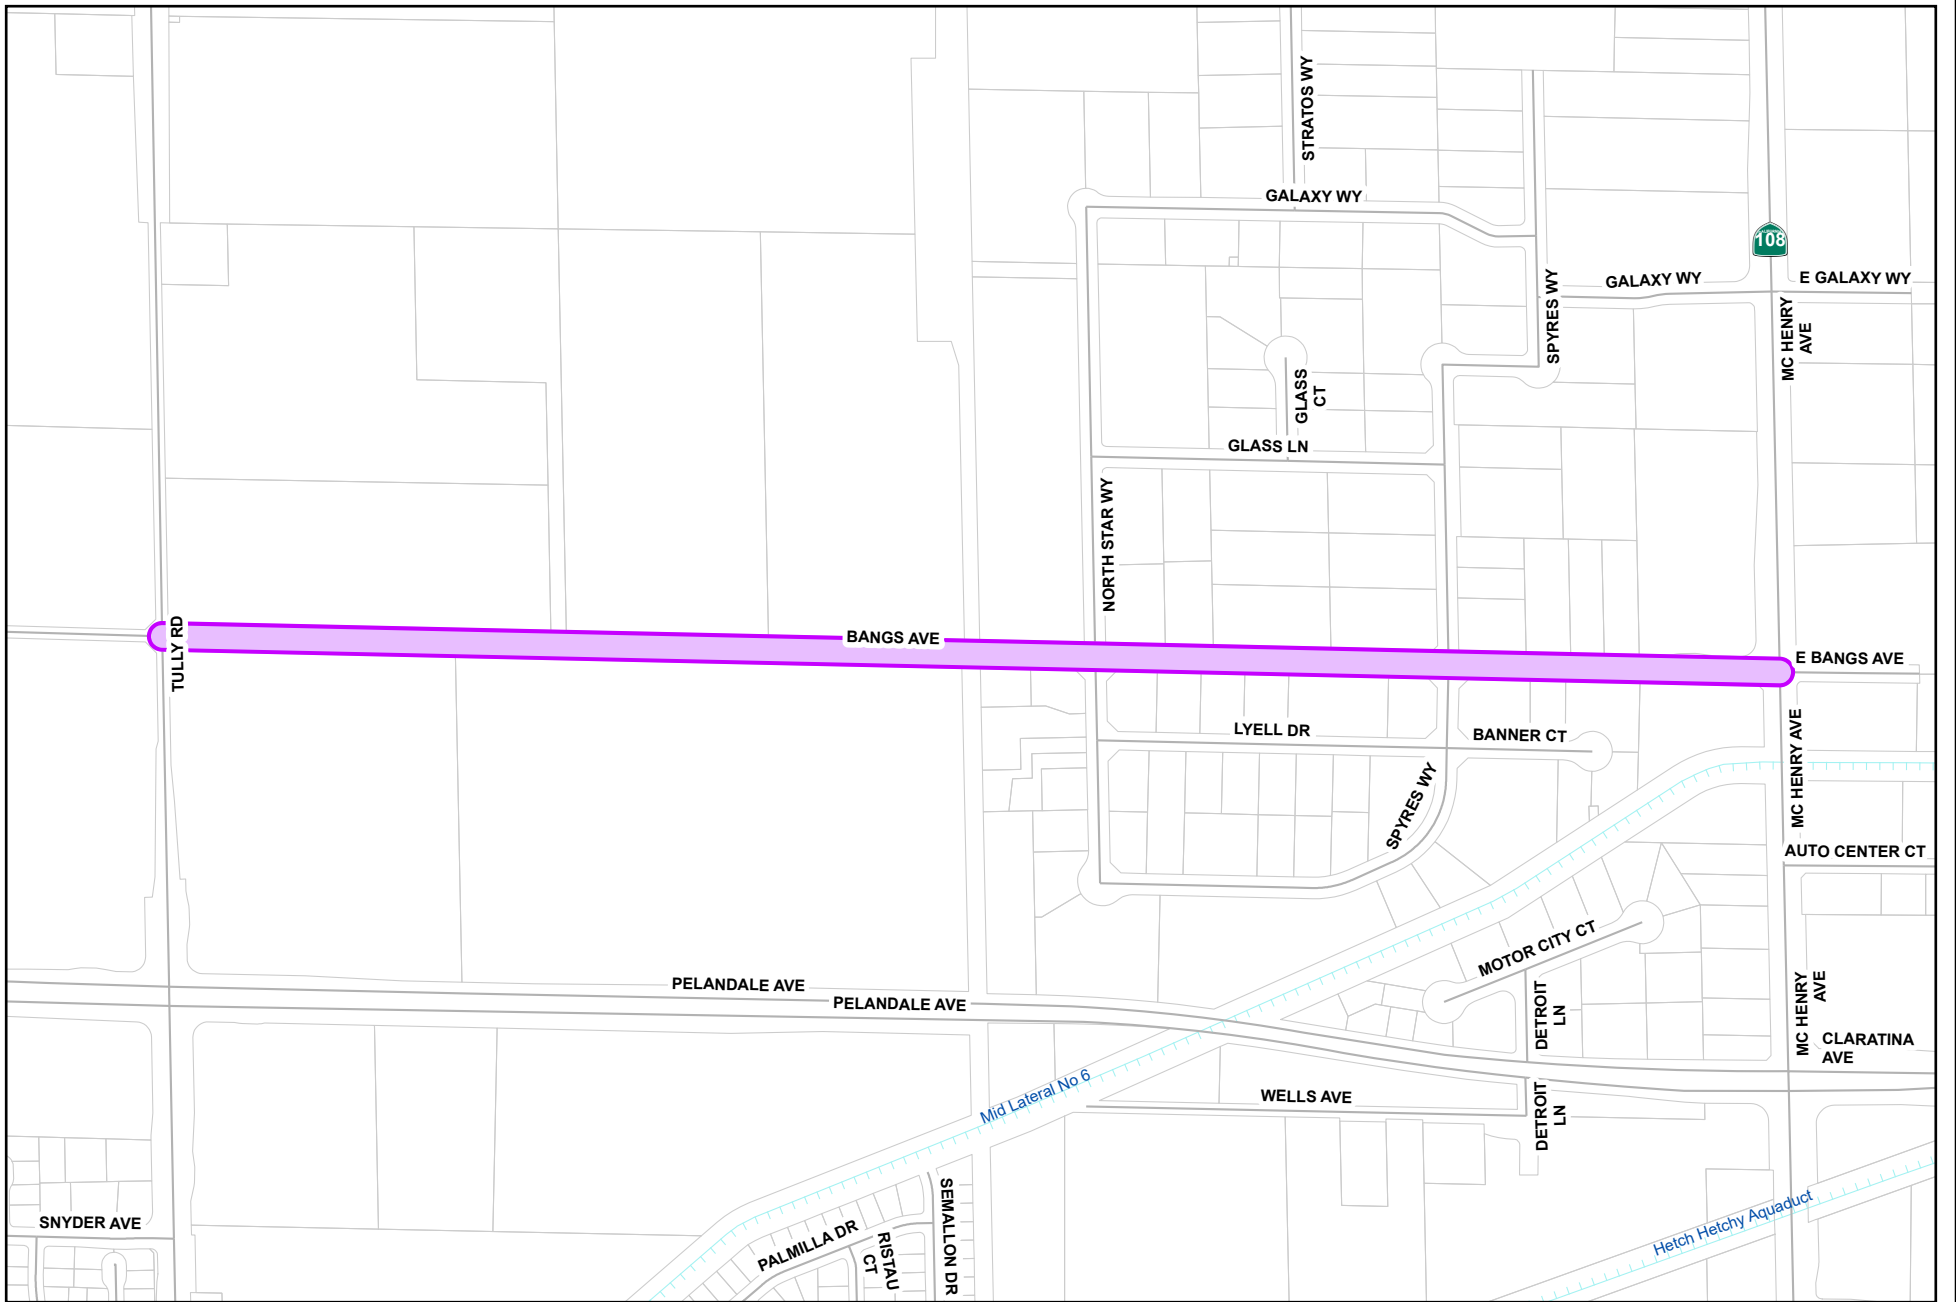 STRATOS WY
GALAXY WY
108
GALAXY WY
E GALAXY WY
SPYRES WY
MC HENRY
AVE
GLASS
CT
GLASS LN
NORTH STAR WY
TULLY RD
BANGS AVE
E BANGS AVE
LYELL DR
BANNER CT
MC HENRY AVE
SPYRES WY
AUTO CENTER CT
MOTOR CITY CT
PELANDALE AVE
PELANDALE AVE
DETROIT
LN
MC HENRY
AVE
CLARATINA
AVE
Mid Lateral No 6
WELLS AVE
DETROIT
LN
SNYDER AVE
PALMILLA DR
RISTAU
CT
SEMALLON DR
Hetch Hetchy Aquaduct